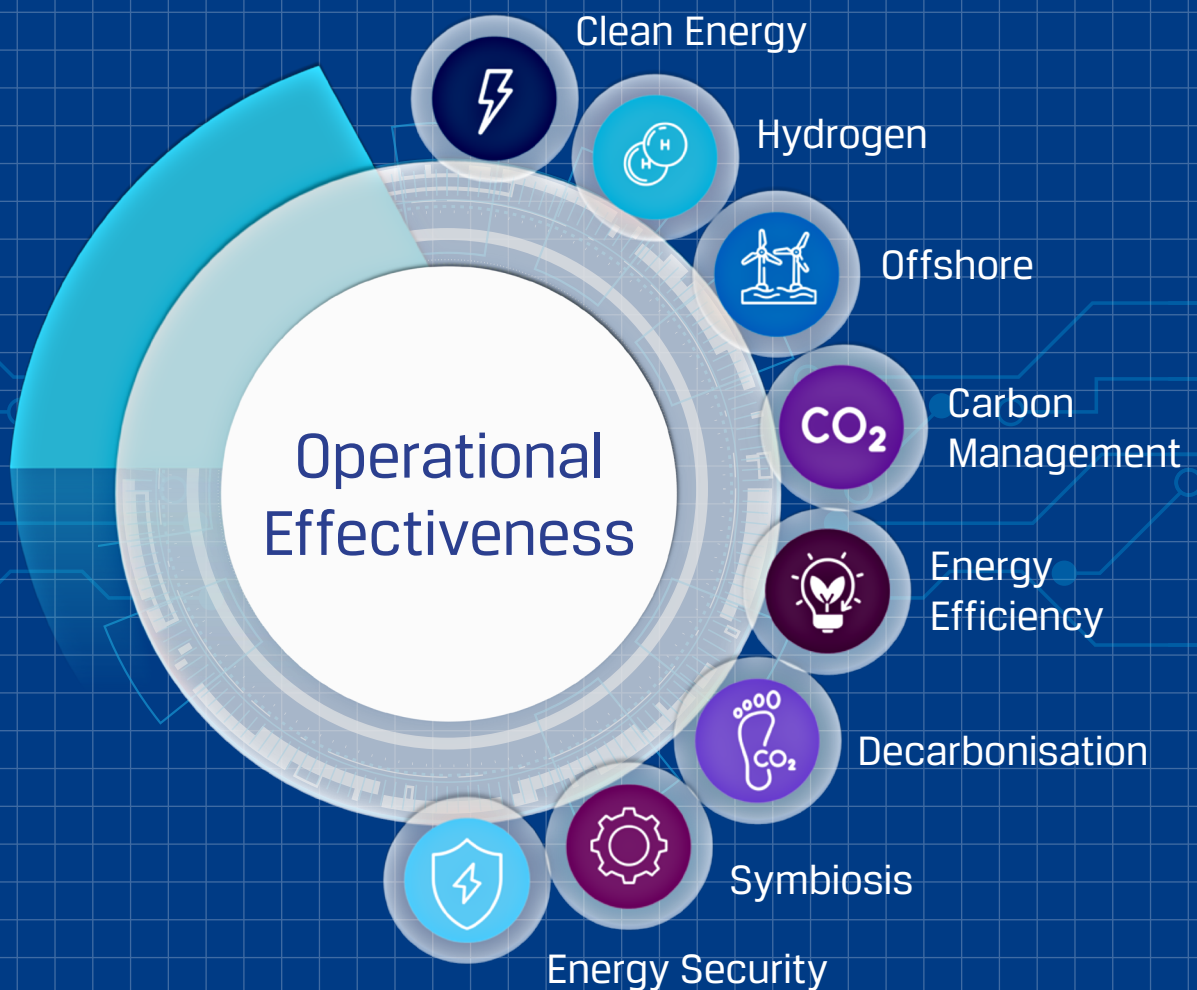 Clean Energy
H
H
Hydrogen
Offshore
CO₂
Carbon
Management
Operational
Effectiveness
Energy
Efficiency
CO₂
Decarbonisation
Symbiosis
Energy Security